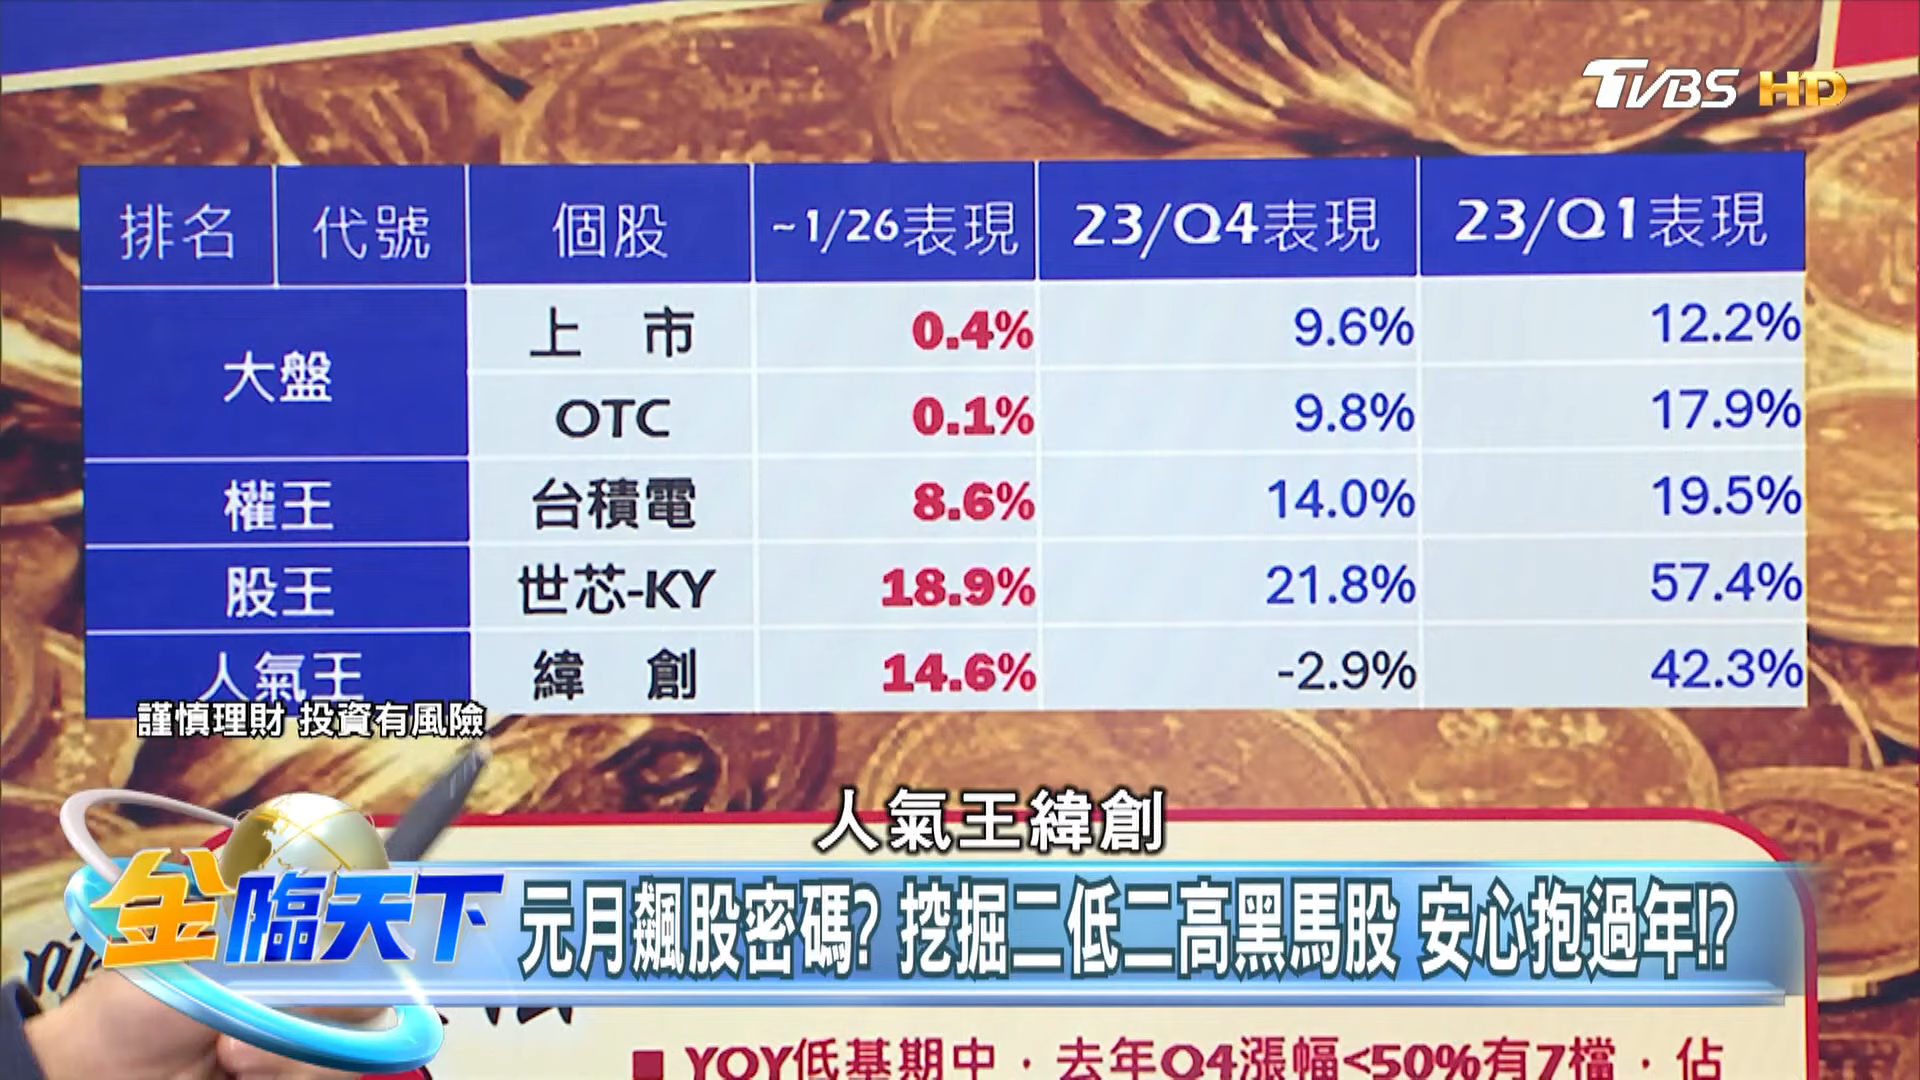 TVBS HD
排名 代號 個股 ~1/26表現 23/Q4表現 23/Q1表現
大盤 上 市 0.4% 9.6% 12.2%
OTC 0.1% 9.8% 17.9%
權王 台積電 8.6% 14.0% 19.5%
股王 世芯-KY 18.9% 21.8% 57.4%
人氣王 緯 創 14.6% -2.9% 42.3%
謹慎理財 投資有風險
人氣王緯創
金臨天下 元月飆股密碼? 挖掘二低二高黑馬股 安心抱過年!?
■ YOY低基期中，去年Q4漲幅<50%有7檔，佔